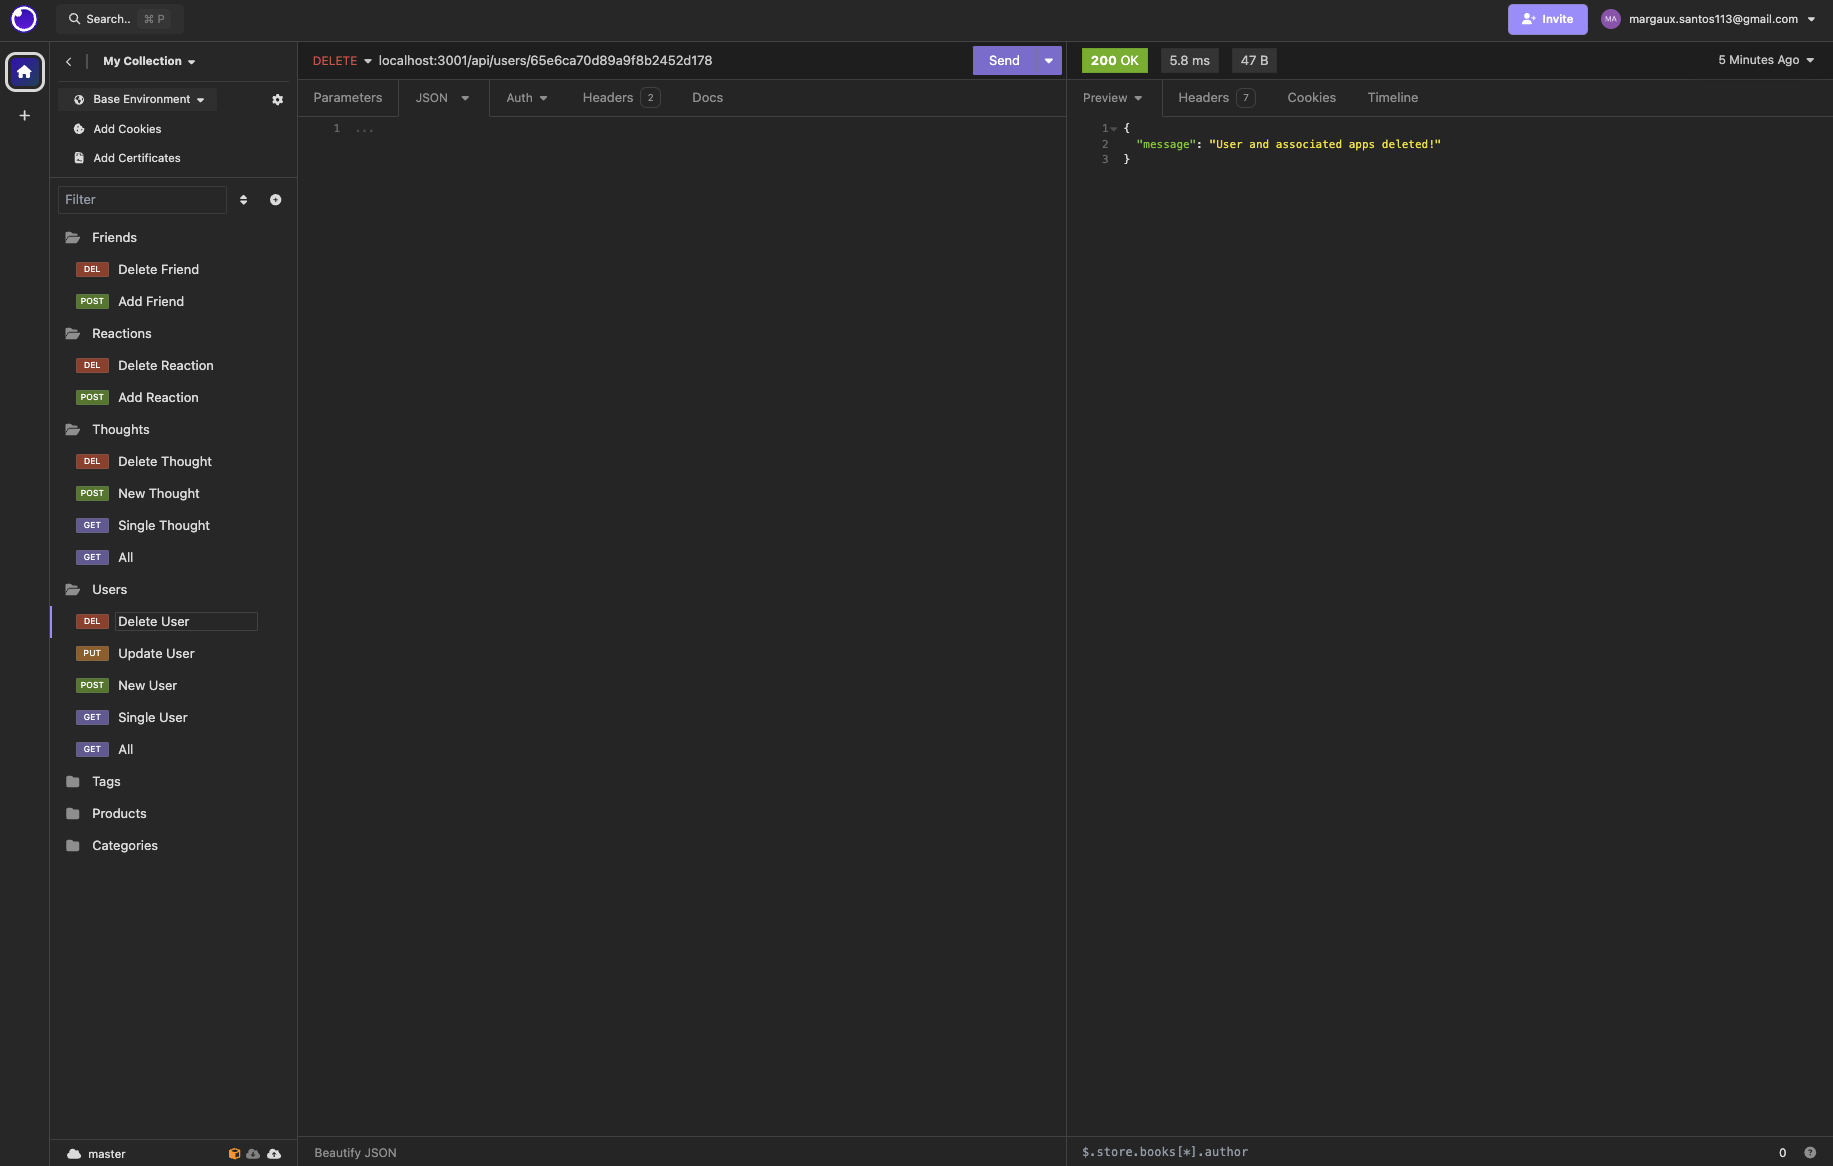 Search..
⌘ P
Invite
MA
margaux.santos113@gmail.com
My Collection
Base Environment
Add Cookies
Add Certificates
Filter
Friends
DEL Delete Friend
POST Add Friend
Reactions
DEL Delete Reaction
POST Add Reaction
Thoughts
DEL Delete Thought
POST New Thought
GET Single Thought
GET All
Users
DEL Delete User
PUT Update User
POST New User
GET Single User
GET All
Tags
Products
Categories
master
DELETE localhost:3001/api/users/65e6ca70d89a9f8b2452d178 Send
Parameters JSON Auth Headers 2 Docs
1 ...
Beautify JSON
200 OK 5.8 ms 47 B 5 Minutes Ago
Preview Headers 7 Cookies Timeline
1 {
2 "message": "User and associated apps deleted!"
3 }
$.store.books[*].author
0
?